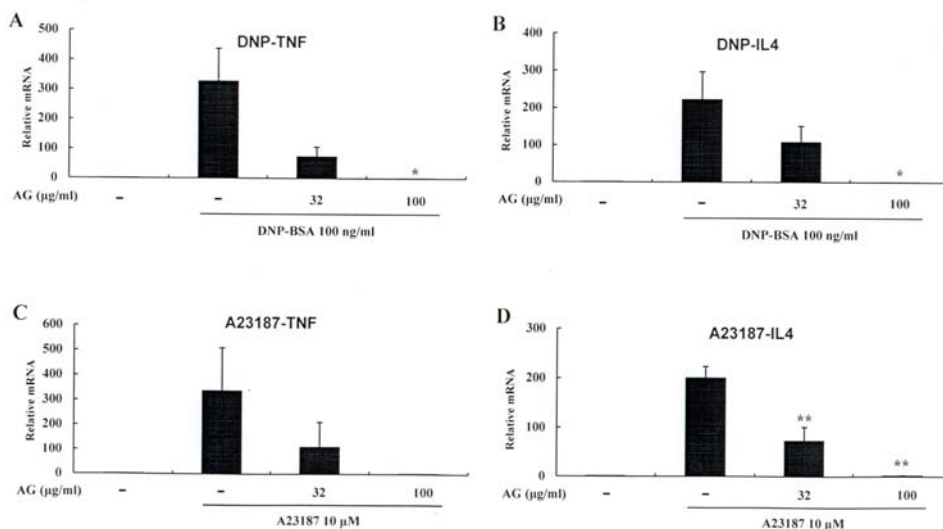 A
DNP-TNF
500
400
300
200
100
0
Relative mRNA
*
AG (µg/ml) – – 32 100
DNP-BSA 100 ng/ml
B
DNP-IL4
400
300
200
100
0
Relative mRNA
*
AG (µg/ml) – – 32 100
DNP-BSA 100 ng/ml
C
A23187-TNF
600
500
400
300
200
100
0
Relative mRNA
AG (µg/ml) – – 32 100
A23187 10 µM
D
A23187-IL4
300
200
100
0
Relative mRNA
**
**
AG (µg/ml) – – 32 100
A23187 10 µM